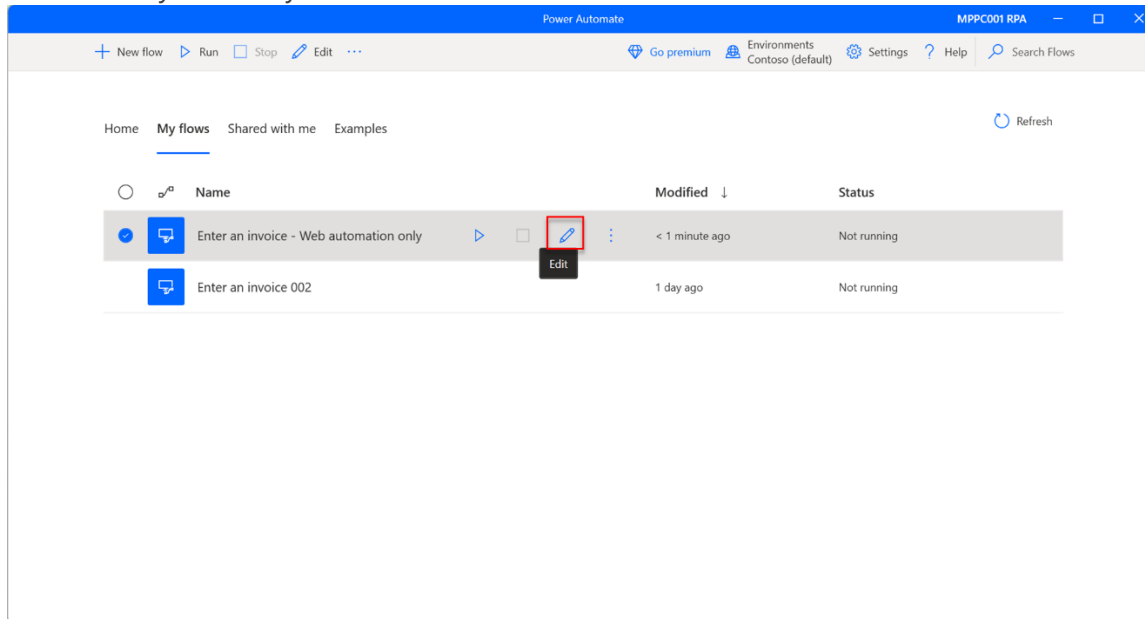 Power Automate MPPC001 RPA
New flow Run Stop Edit ... Go premium Environments Contoso (default) Settings ? Help Search Flows
Home My flows Shared with me Examples Refresh
Name Modified ↓ Status
Enter an invoice - Web automation only < 1 minute ago Not running
Edit
Enter an invoice 002 1 day ago Not running